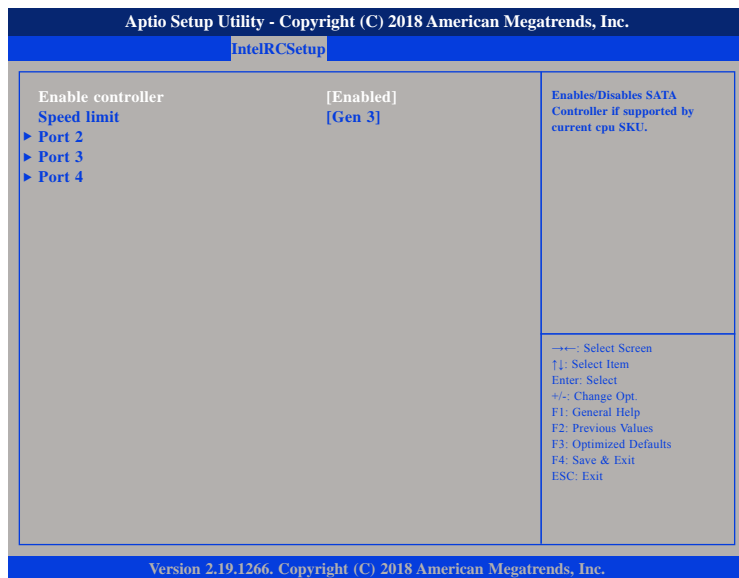 Aptio Setup Utility - Copyright (C) 2018 American Megatrends, Inc.
IntelRCSetup
Enable controller [Enabled]
Speed limit [Gen 3]
► Port 2
► Port 3
► Port 4
Enables/Disables SATA
Controller if supported by
current cpu SKU.
→←: Select Screen
↑↓: Select Item
Enter: Select
+/-: Change Opt.
F1: General Help
F2: Previous Values
F3: Optimized Defaults
F4: Save & Exit
ESC: Exit
Version 2.19.1266. Copyright (C) 2018 American Megatrends, Inc.